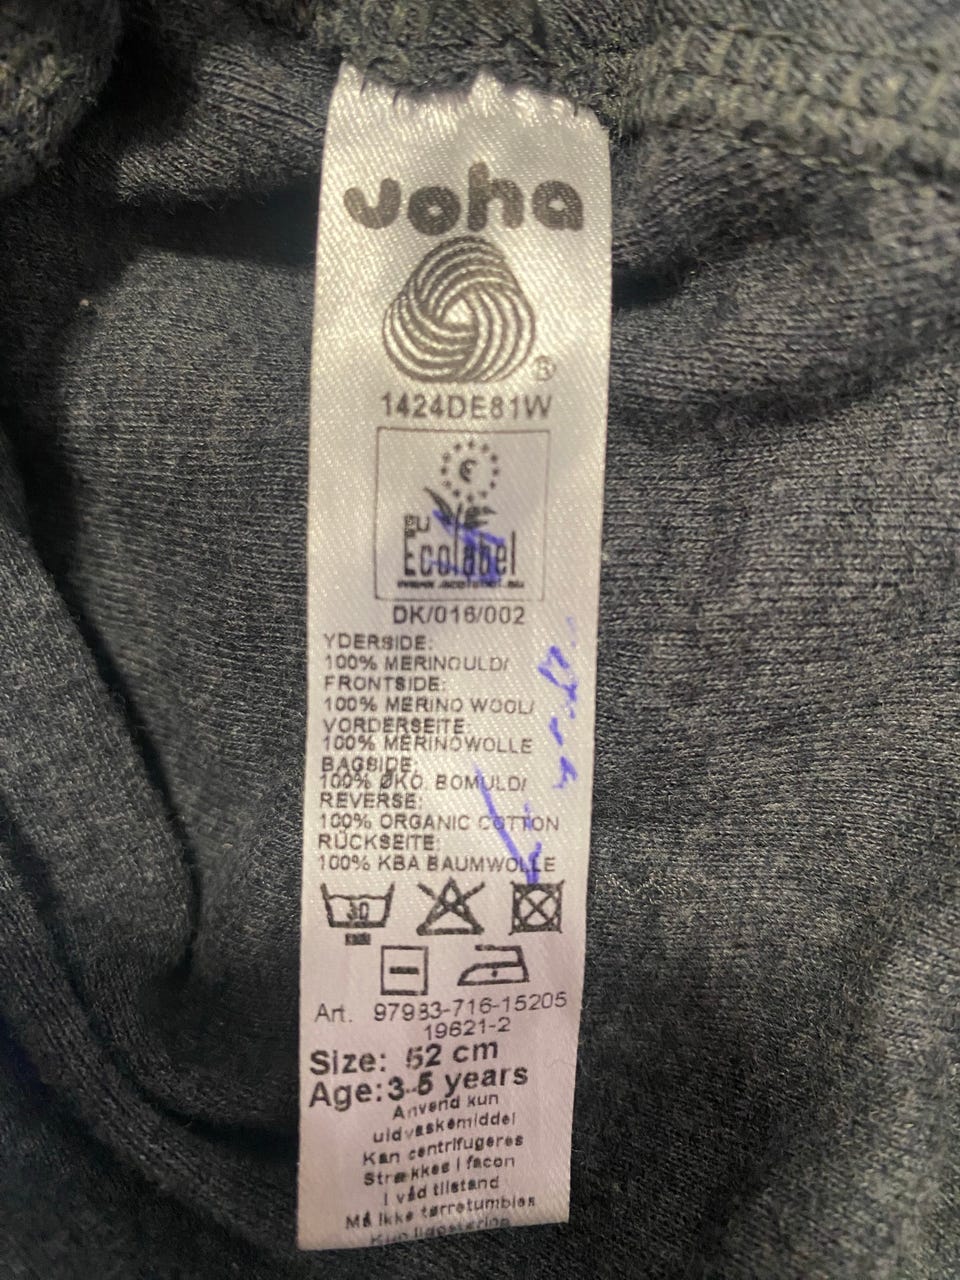 Joha
®
1424DE81W
EU
Ecolabel
DK/016/002
YDERSIDE:
100% MERINOULD/
FRONTSIDE:
100% MERINO WOOL/
VORDERSEITE
100% MERINOWOLLE
BAGSIDE:
100% ØKO. BOMULD/
REVERSE:
100% ORGANIC COTTON
RÜCKSEITE:
100% KBA BAUMWOLLE
30
Art. 97983-716-15205
19621-2
Size: 52 cm
Age: 3-5 years
Anvend kun
uldvaskemiddel
Kan centrifugeres
Strækkes i facon
i våd tilstand
Må ikke tørretumbles